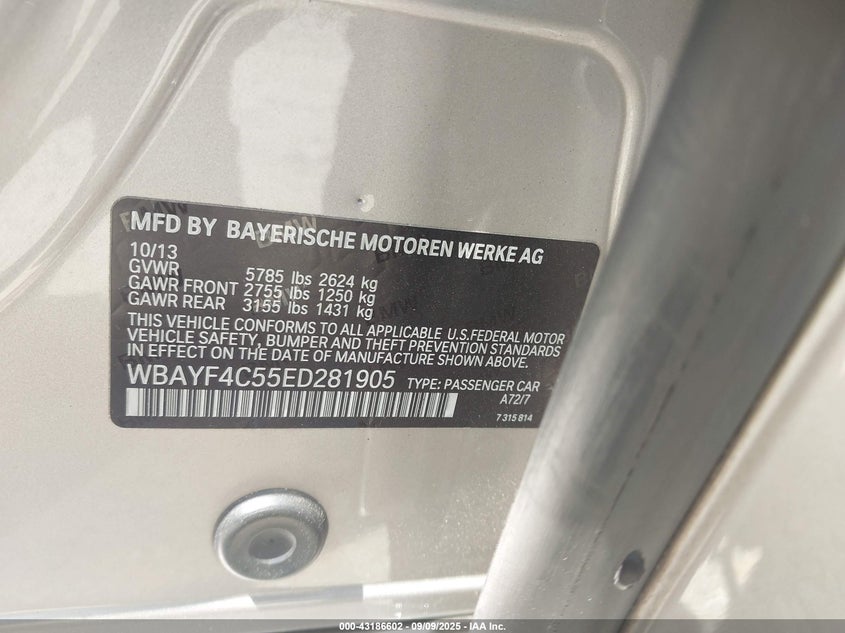 MFD BY BAYERISCHE MOTOREN WERKE AG
10/13
GVWR 5785 lbs 2624 kg
GAWR FRONT 2755 lbs 1250 kg
GAWR REAR 3155 lbs 1431 kg
THIS VEHICLE CONFORMS TO ALL APPLICABLE U.S. FEDERAL MOTOR
VEHICLE SAFETY, BUMPER AND THEFT PREVENTION STANDARDS
IN EFFECT ON THE DATE OF MANUFACTURE SHOWN ABOVE.
WBAYF4C55ED281905 TYPE: PASSENGER CAR
A72/7
7 315 814
000-43186602 - 09/09/2025 - IAA Inc.